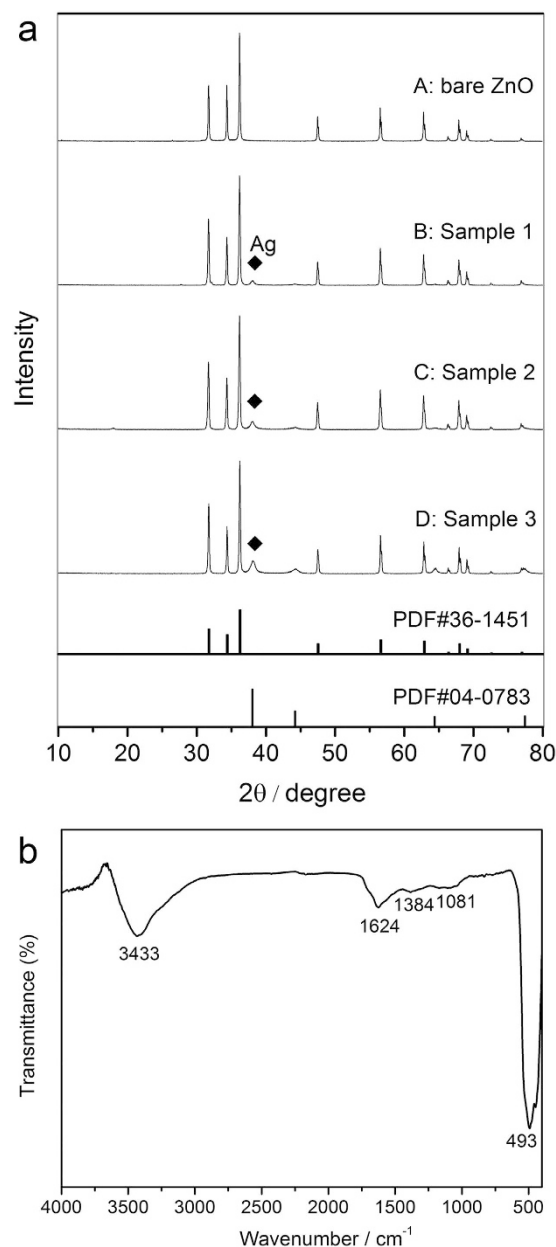 a
A: bare ZnO
B: Sample 1
Ag
C: Sample 2
D: Sample 3
PDF#36-1451
PDF#04-0783
Intensity
10 20 30 40 50 60 70 80
2θ / degree
b
3433
1624
1384
1081
493
Transmittance (%)
4000 3500 3000 2500 2000 1500 1000 500
Wavenumber / cm⁻¹